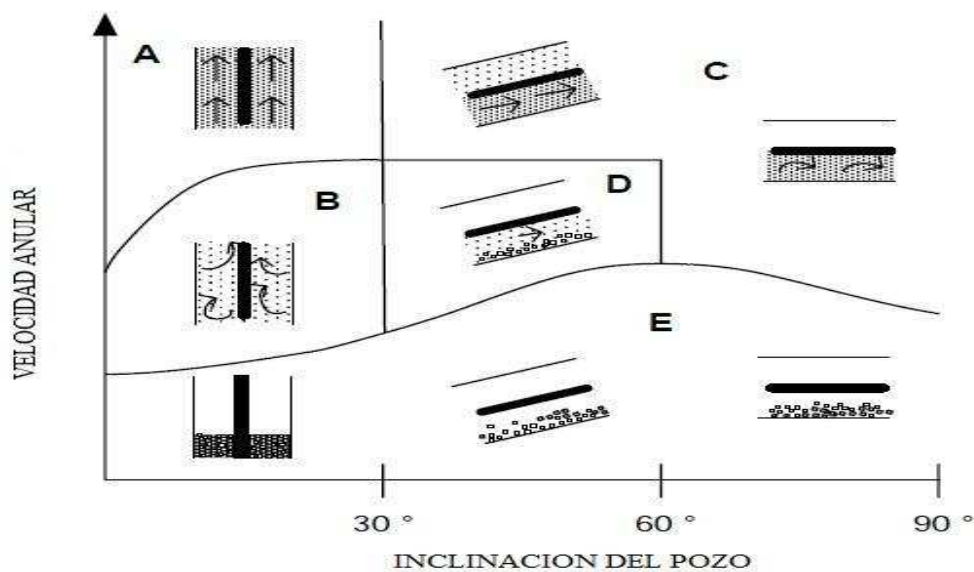 A
C
B
D
E
VELOCIDAD ANULAR
30 °
60 °
90 °
INCLINACION DEL POZO